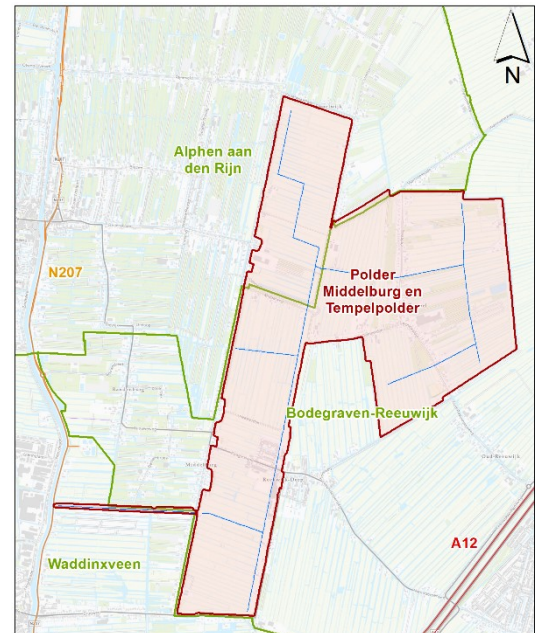 N
Alphen aan
den Rijn
N207
Polder
Middelburg en
Tempelpolder
Bodegraven-Reeuwijk
Waddinxveen
A12